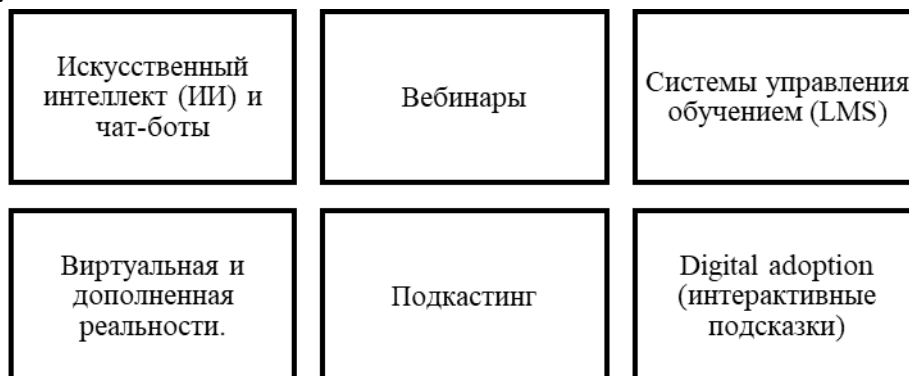 Искусственный
интеллект (ИИ) и
чат-боты
Вебинары
Системы управления
обучением (LMS)
Виртуальная и
дополненная
реальности.
Подкастинг
Digital adoption
(интерактивные
подсказки)